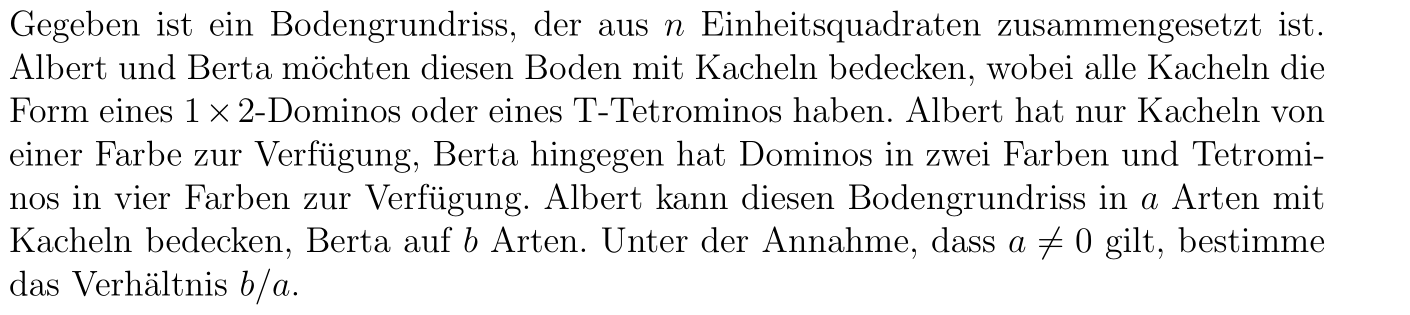 Gegeben ist ein Bodengrundriss, der aus n Einheitsquadraten zusammengesetzt ist.
Albert und Berta möchten diesen Boden mit Kacheln bedecken, wobei alle Kacheln die
Form eines 1 × 2-Dominos oder eines T-Tetrominos haben. Albert hat nur Kacheln von
einer Farbe zur Verfügung, Berta hingegen hat Dominos in zwei Farben und Tetromi-
nos in vier Farben zur Verfügung. Albert kann diesen Bodengrundriss in a Arten mit
Kacheln bedecken, Berta auf b Arten. Unter der Annahme, dass a ≠ 0 gilt, bestimme
das Verhältnis b/a.